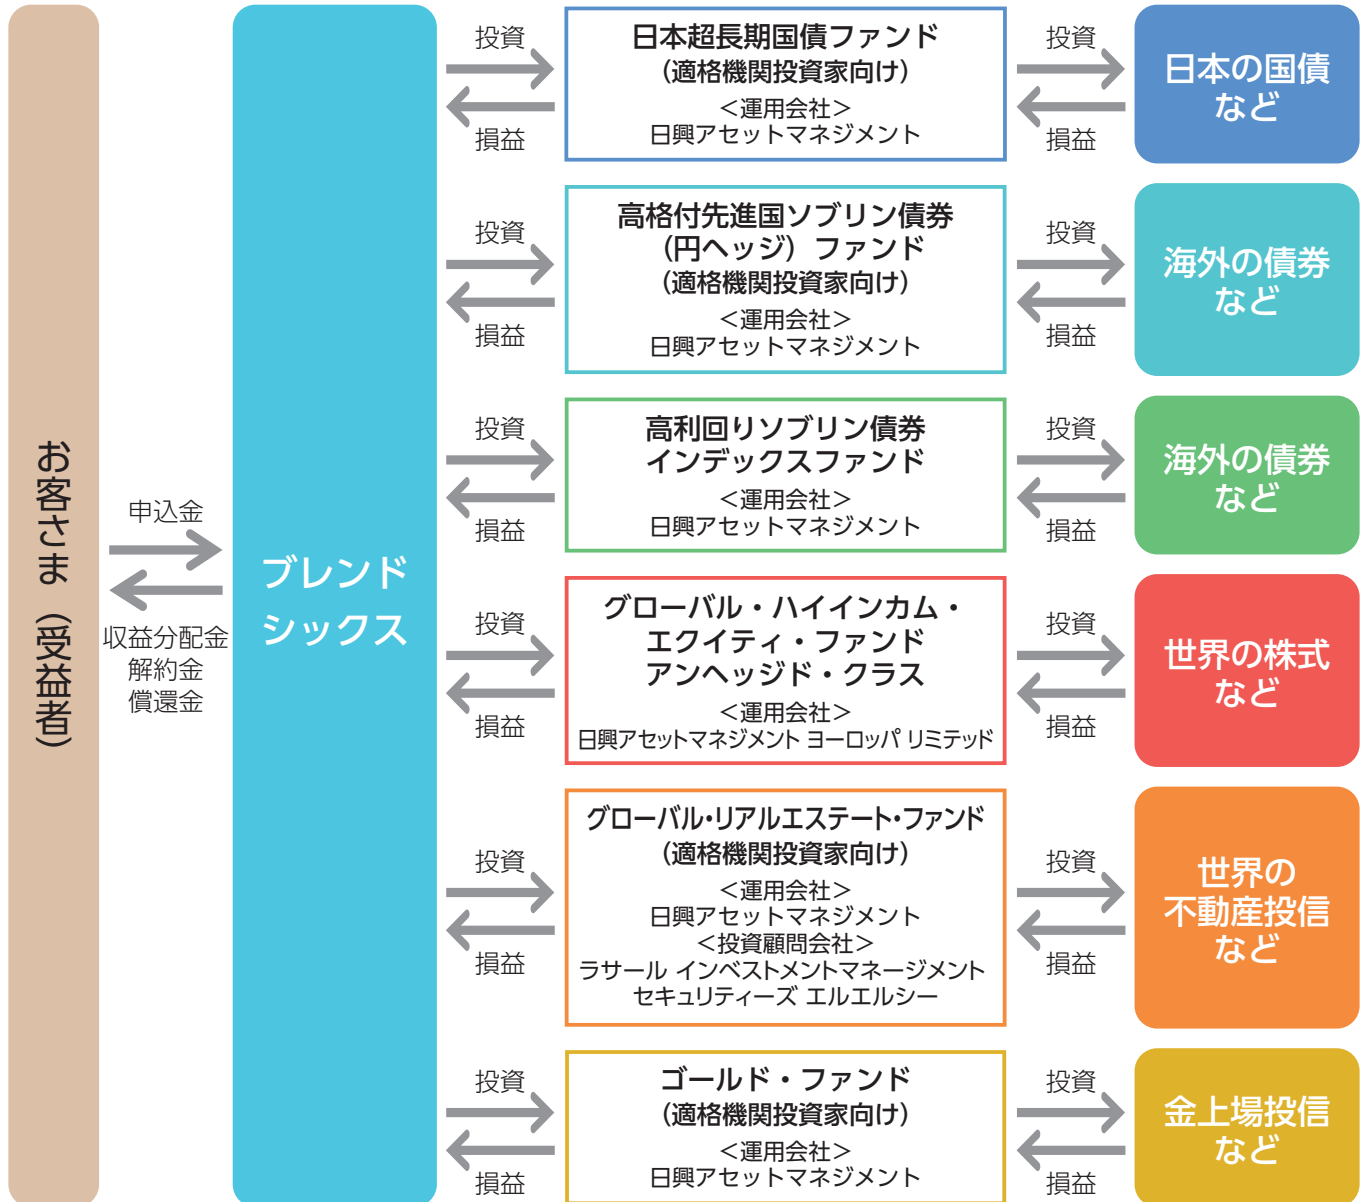 お客さま（受益者）
申込金
収益分配金
解約金
償還金
ブレンド
シックス
投資
損益
日本超長期国債ファンド
（適格機関投資家向け）
＜運用会社＞
日興アセットマネジメント
投資
損益
日本の国債
など
投資
損益
高格付先進国ソブリン債券
（円ヘッジ）ファンド
（適格機関投資家向け）
＜運用会社＞
日興アセットマネジメント
投資
損益
海外の債券
など
投資
損益
高利回りソブリン債券
インデックスファンド
＜運用会社＞
日興アセットマネジメント
投資
損益
海外の債券
など
投資
損益
グローバル・ハイインカム・
エクイティ・ファンド
アンヘッジド・クラス
＜運用会社＞
日興アセットマネジメント ヨーロッパ リミテッド
投資
損益
世界の株式
など
投資
損益
グローバル・リアルエステート・ファンド
（適格機関投資家向け）
＜運用会社＞
日興アセットマネジメント
＜投資顧問会社＞
ラサール インベストメントマネージメント
セキュリティーズ エルエルシー
投資
損益
世界の
不動産投信
など
投資
損益
ゴールド・ファンド
（適格機関投資家向け）
＜運用会社＞
日興アセットマネジメント
投資
損益
金上場投信
など